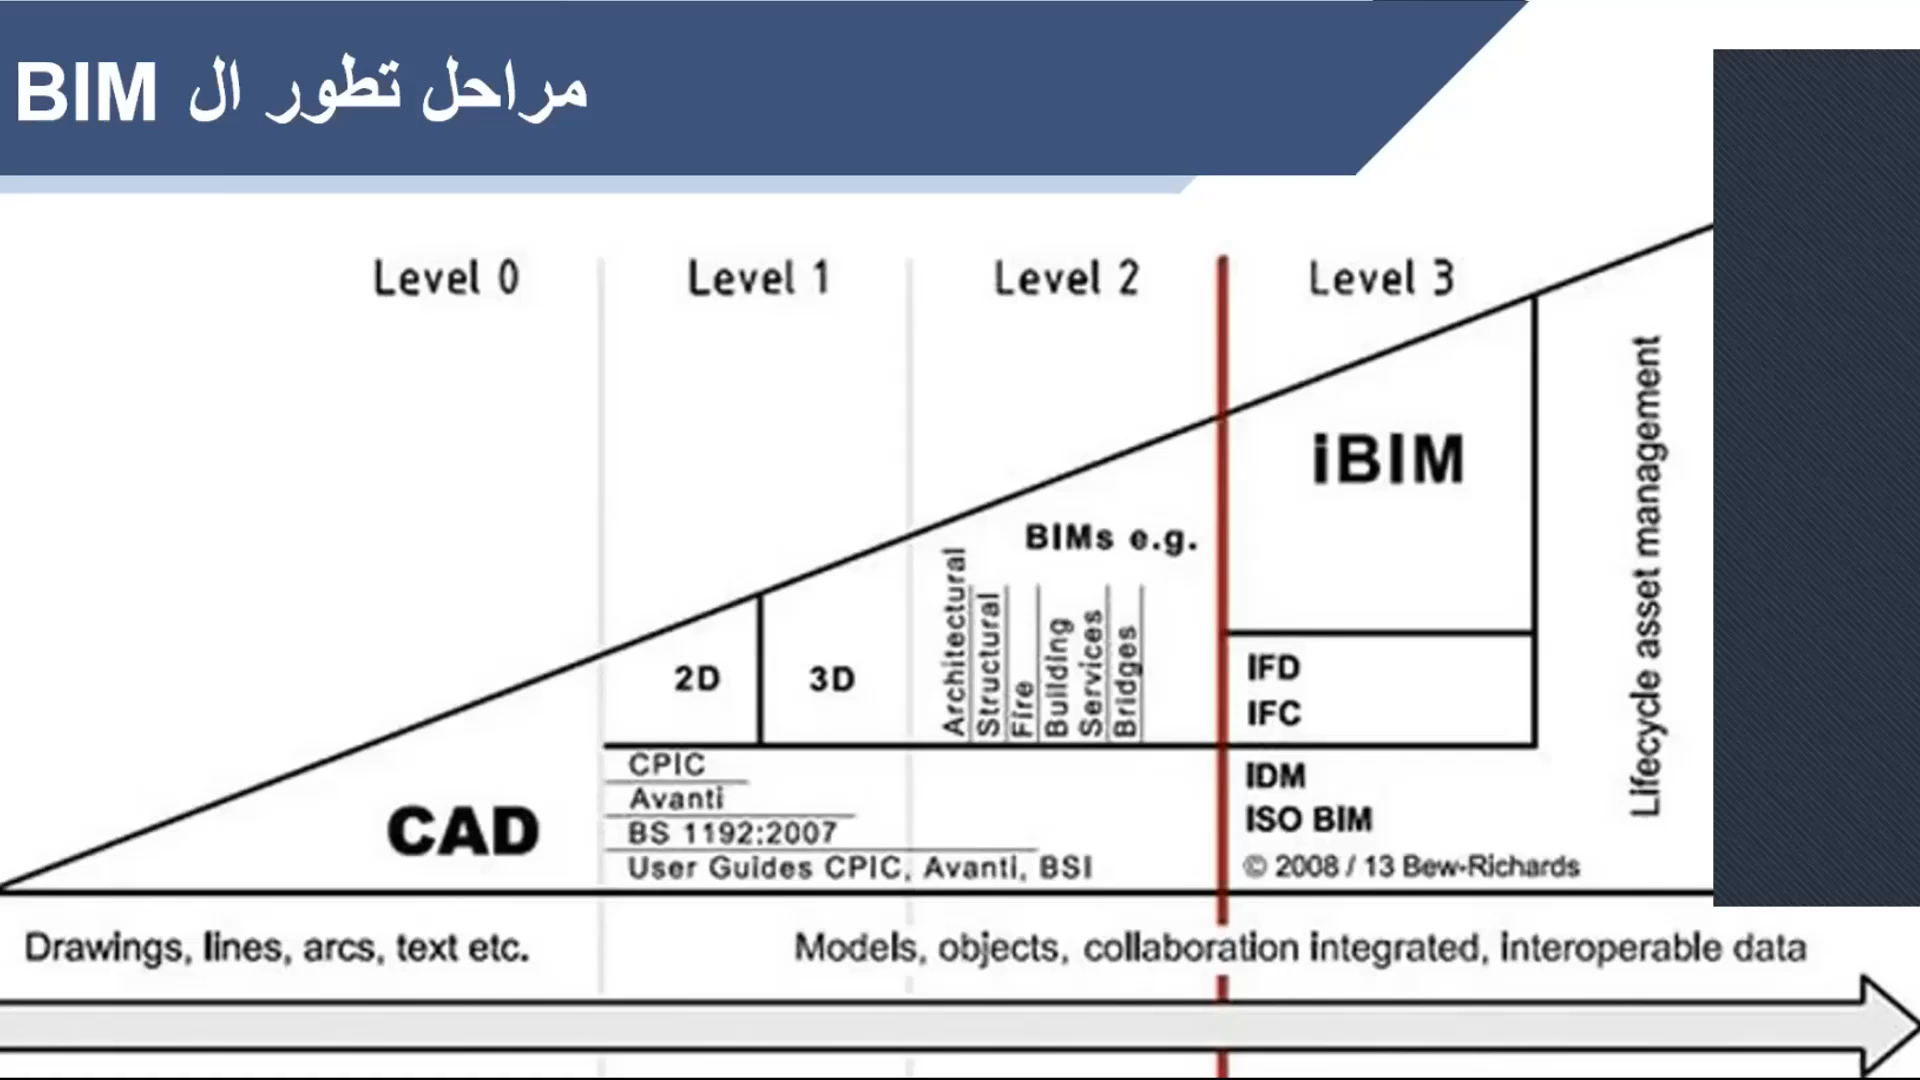 مراحل تطور ال BIM
Level 0
Level 1
Level 2
Level 3
iBIM
BIMs e.g.
Architectural
Structural
Fire
Building
Services
Bridges
2D
3D
IFD
IFC
Lifecycle asset management
CAD
CPIC
Avanti
BS 1192:2007
User Guides CPIC, Avanti, BSI
IDM
ISO BIM
© 2008 / 13 Bew-Richards
Drawings, lines, arcs, text etc.
Models, objects, collaboration integrated, interoperable data